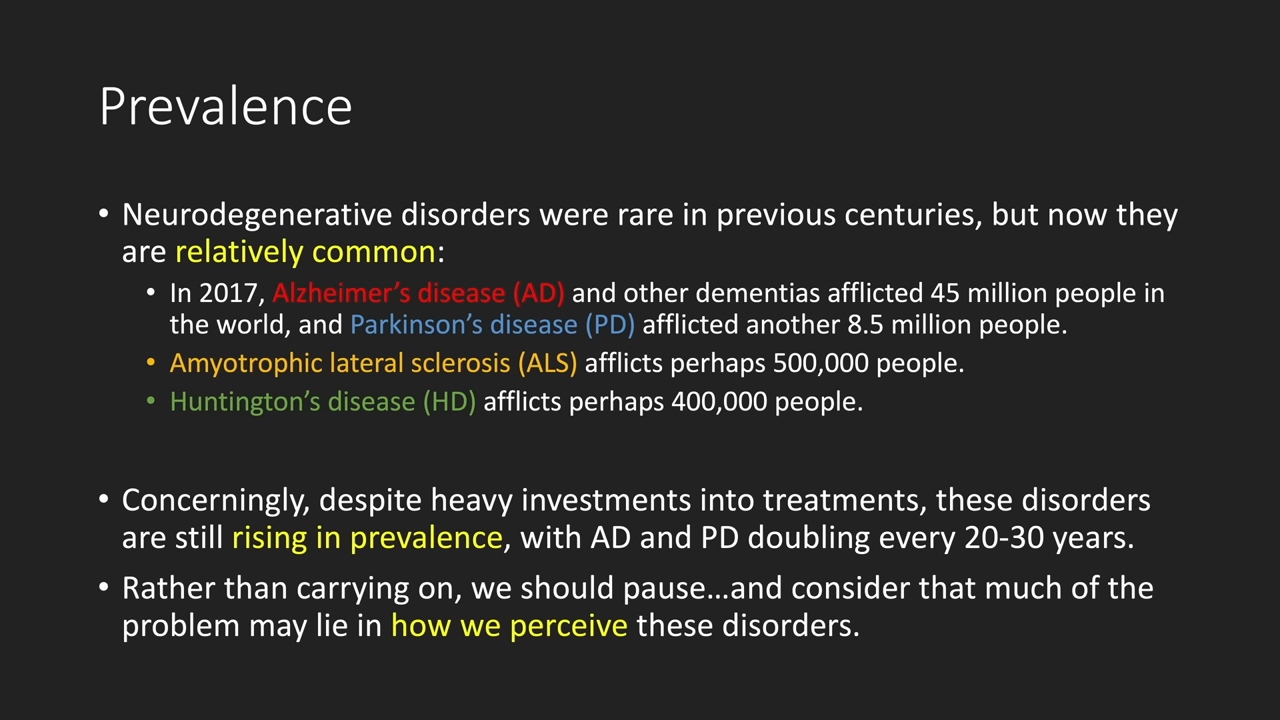 Prevalence
• Neurodegenerative disorders were rare in previous centuries, but now they
are relatively common:
• In 2017, Alzheimer’s disease (AD) and other dementias afflicted 45 million people in
the world, and Parkinson’s disease (PD) afflicted another 8.5 million people.
• Amyotrophic lateral sclerosis (ALS) afflicts perhaps 500,000 people.
• Huntington’s disease (HD) afflicts perhaps 400,000 people.
• Concerningly, despite heavy investments into treatments, these disorders
are still rising in prevalence, with AD and PD doubling every 20-30 years.
• Rather than carrying on, we should pause…and consider that much of the
problem may lie in how we perceive these disorders.